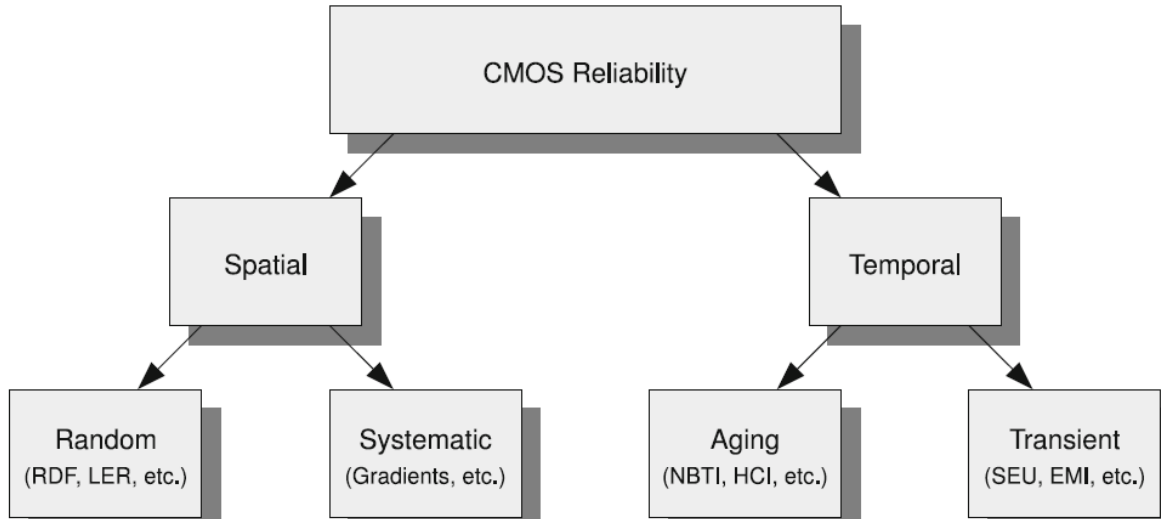 CMOS Reliability
Spatial
Temporal
Random
(RDF, LER, etc.)
Systematic
(Gradients, etc.)
Aging
(NBTI, HCI, etc.)
Transient
(SEU, EMI, etc.)